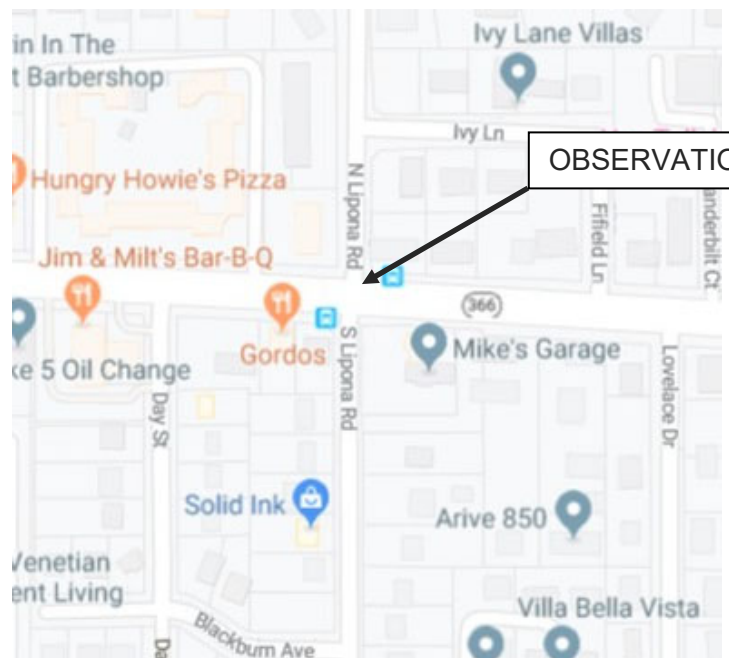 in In The
t Barbershop
Ivy Lane Villas
Ivy Ln
OBSERVATIO
Hungry Howie's Pizza
N Lipona Rd
Fifield Ln
anderbilt Ct
Jim & Milt's Bar-B-Q
366
Gordos
Mike's Garage
ke 5 Oil Change
S Lipona Rd
Lovelace Dr
Day St
Solid Ink
Arive 850
Venetian
ent Living
Villa Bella Vista
Blackburn Ave
Da